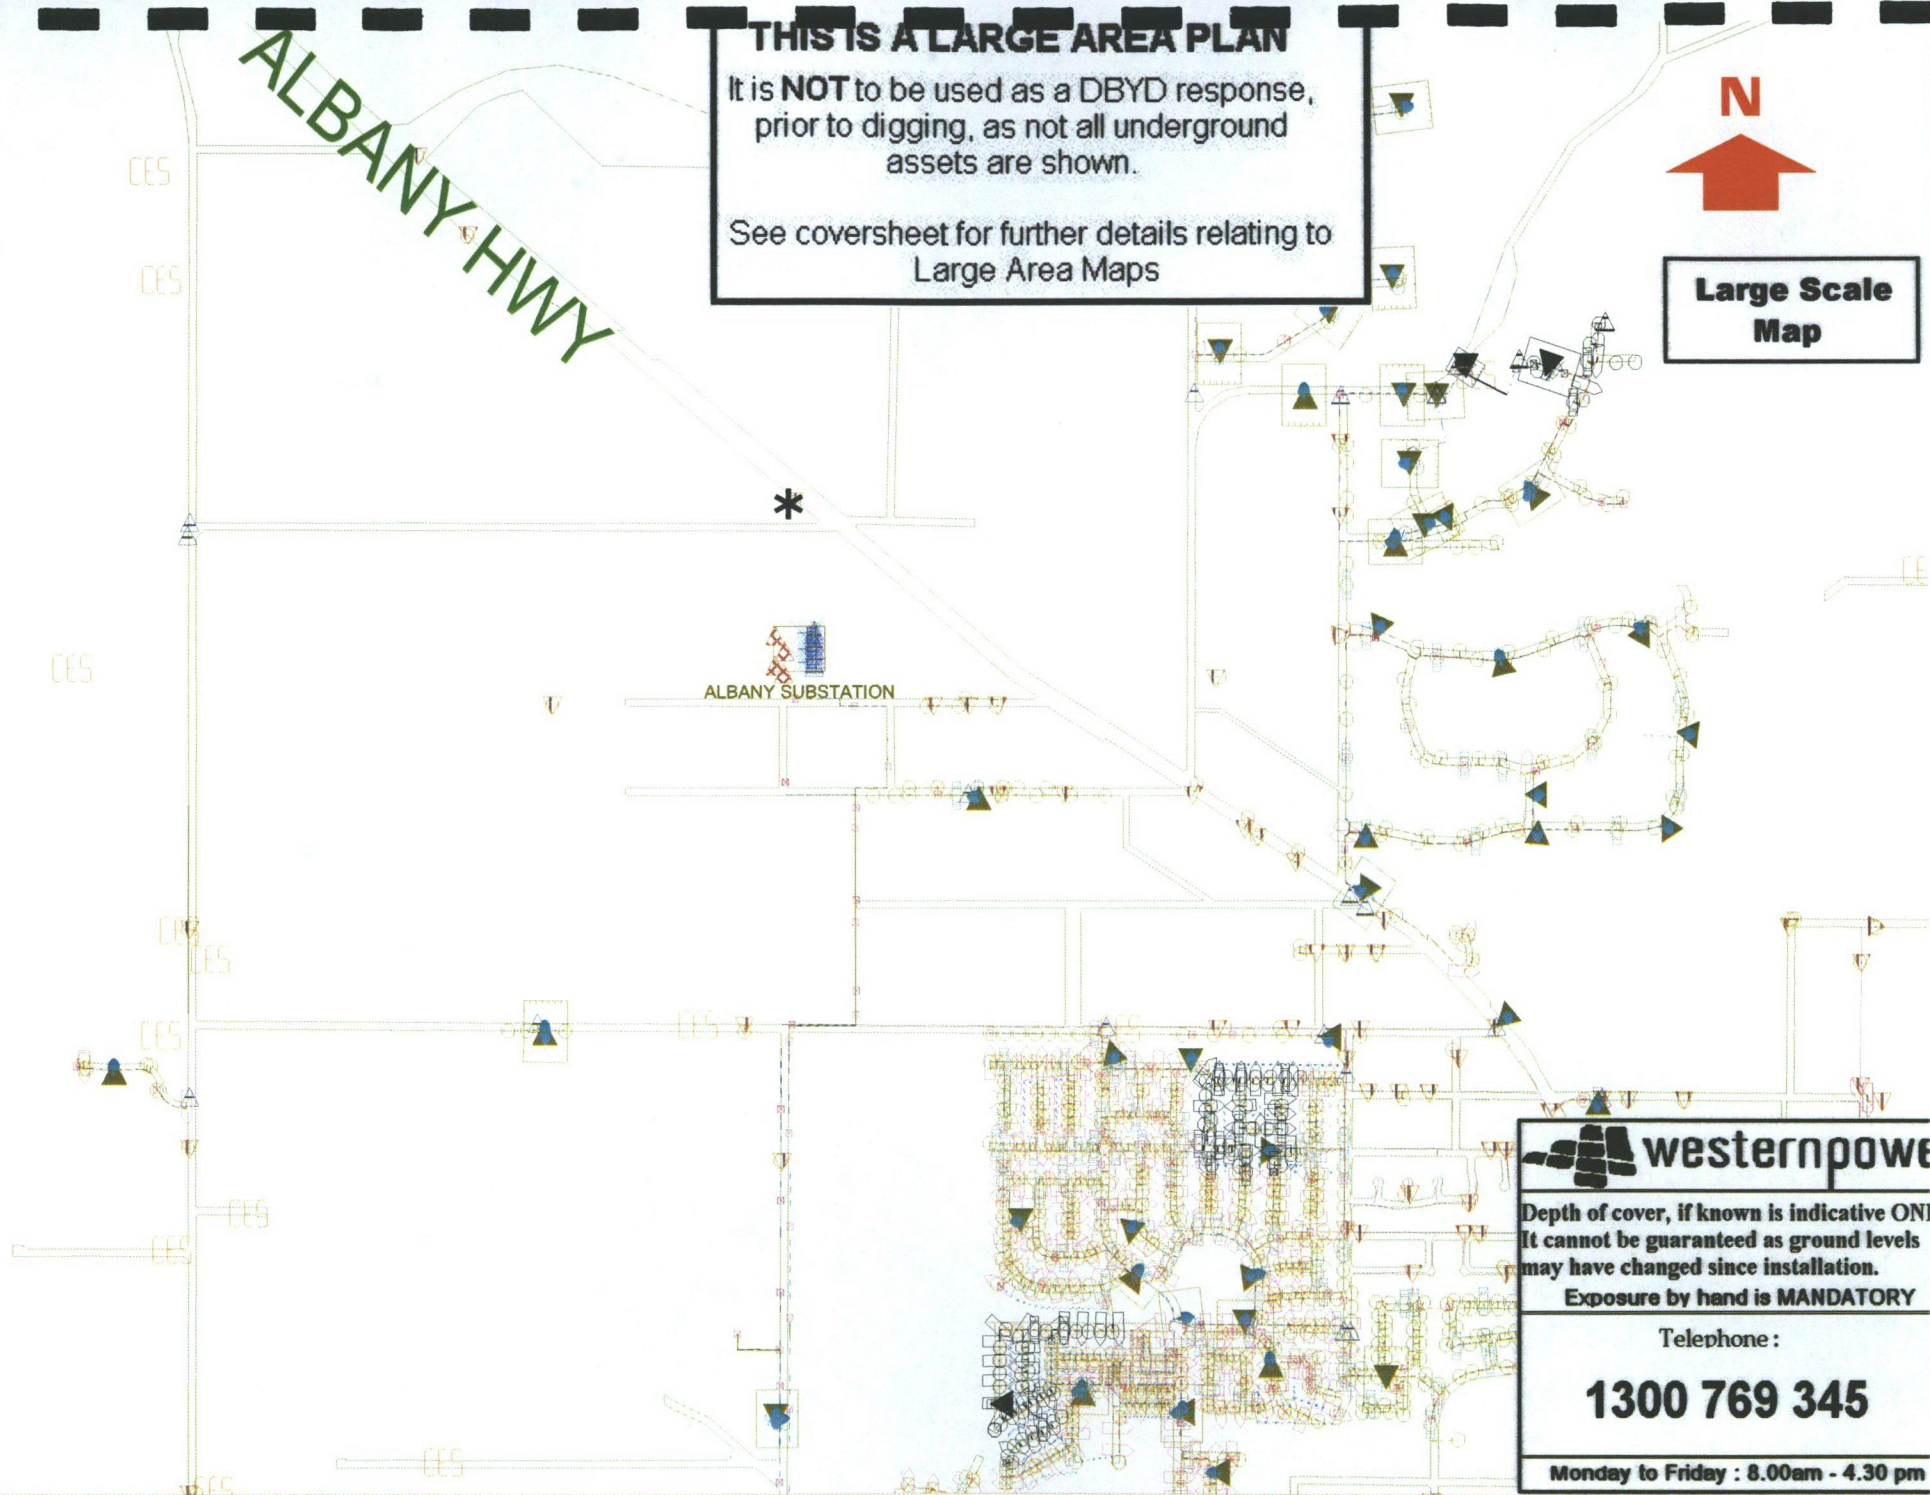 THIS IS A LARGE AREA PLAN
It is NOT to be used as a DBYD response,
prior to digging, as not all underground
assets are shown.
See coversheet for further details relating to
Large Area Maps
N
Large Scale
Map
ALBANY HWY
CES
CES
*
CES
ALBANY SUBSTATION
CES
CES
CES
CES
CES
CES
CES
CES
westernpowe
Depth of cover, if known is indicative ONL
It cannot be guaranteed as ground levels
may have changed since installation.
Exposure by hand is MANDATORY
Telephone :
1300 769 345
Monday to Friday : 8.00am - 4.30 pm